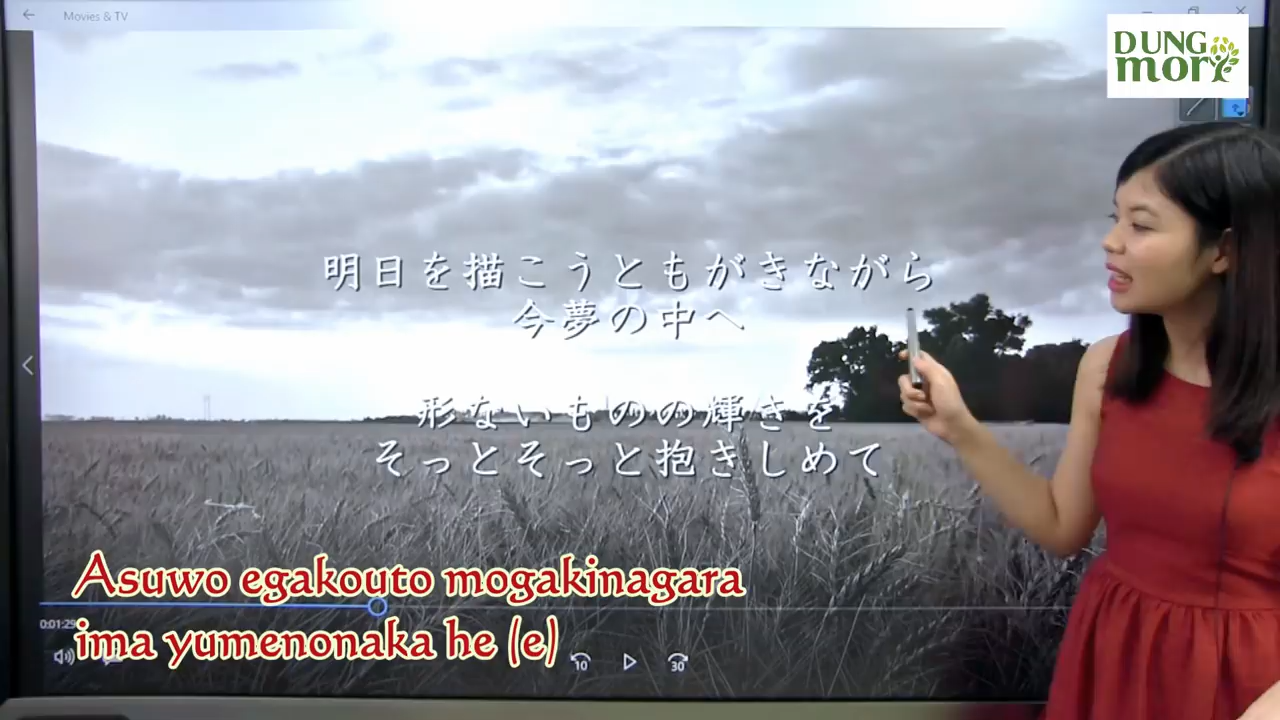 Movies & TV
DUNG
mori
明日を描こうともがきながら
今夢の中へ
形ないものの輝きを
そっとそっと抱きしめて
Asuwo egakouto mogakinagara
0:01:29
ima yumenonaka he (e)
10
30